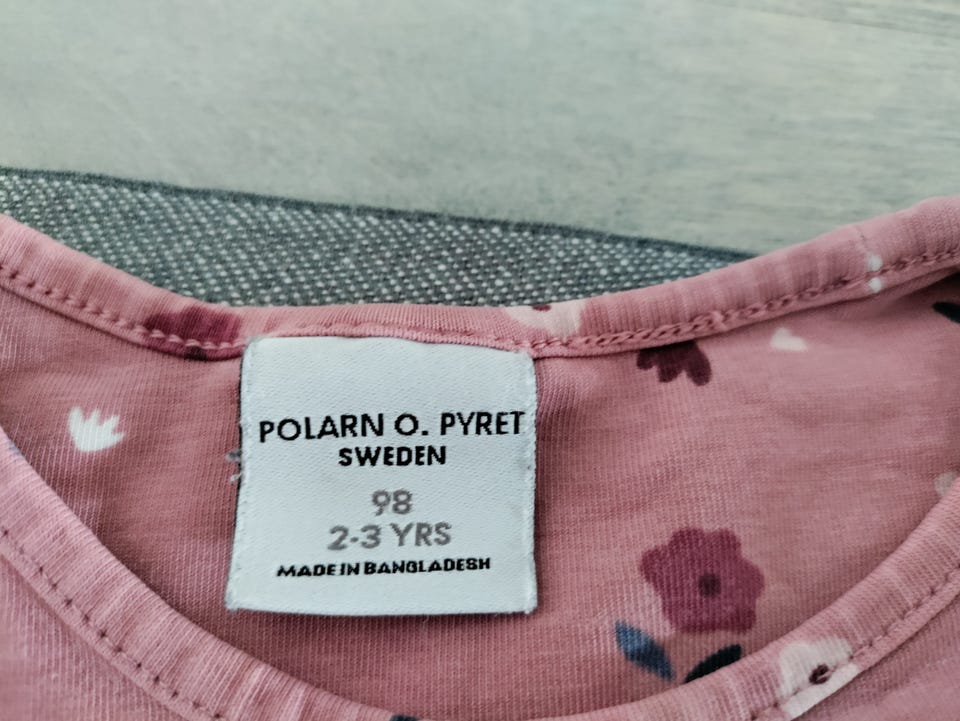 POLARN O. PYRET
SWEDEN
98
2-3 YRS
MADE IN BANGLADESH